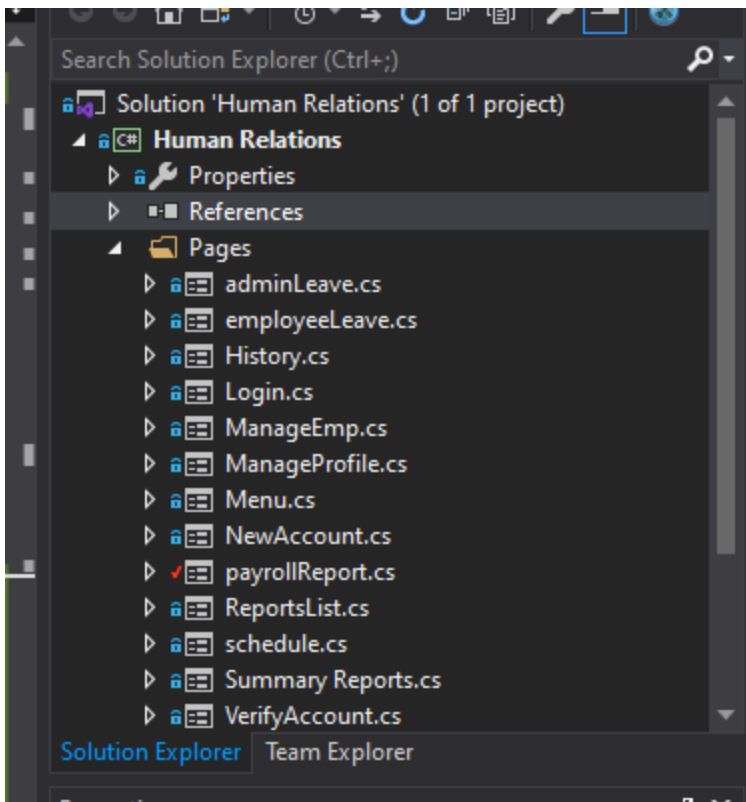 Search Solution Explorer (Ctrl+;)
Solution 'Human Relations' (1 of 1 project)
C# Human Relations
Properties
References
Pages
adminLeave.cs
employeeLeave.cs
History.cs
Login.cs
ManageEmp.cs
ManageProfile.cs
Menu.cs
NewAccount.cs
payrollReport.cs
ReportsList.cs
schedule.cs
Summary Reports.cs
VerifyAccount.cs
Solution Explorer Team Explorer